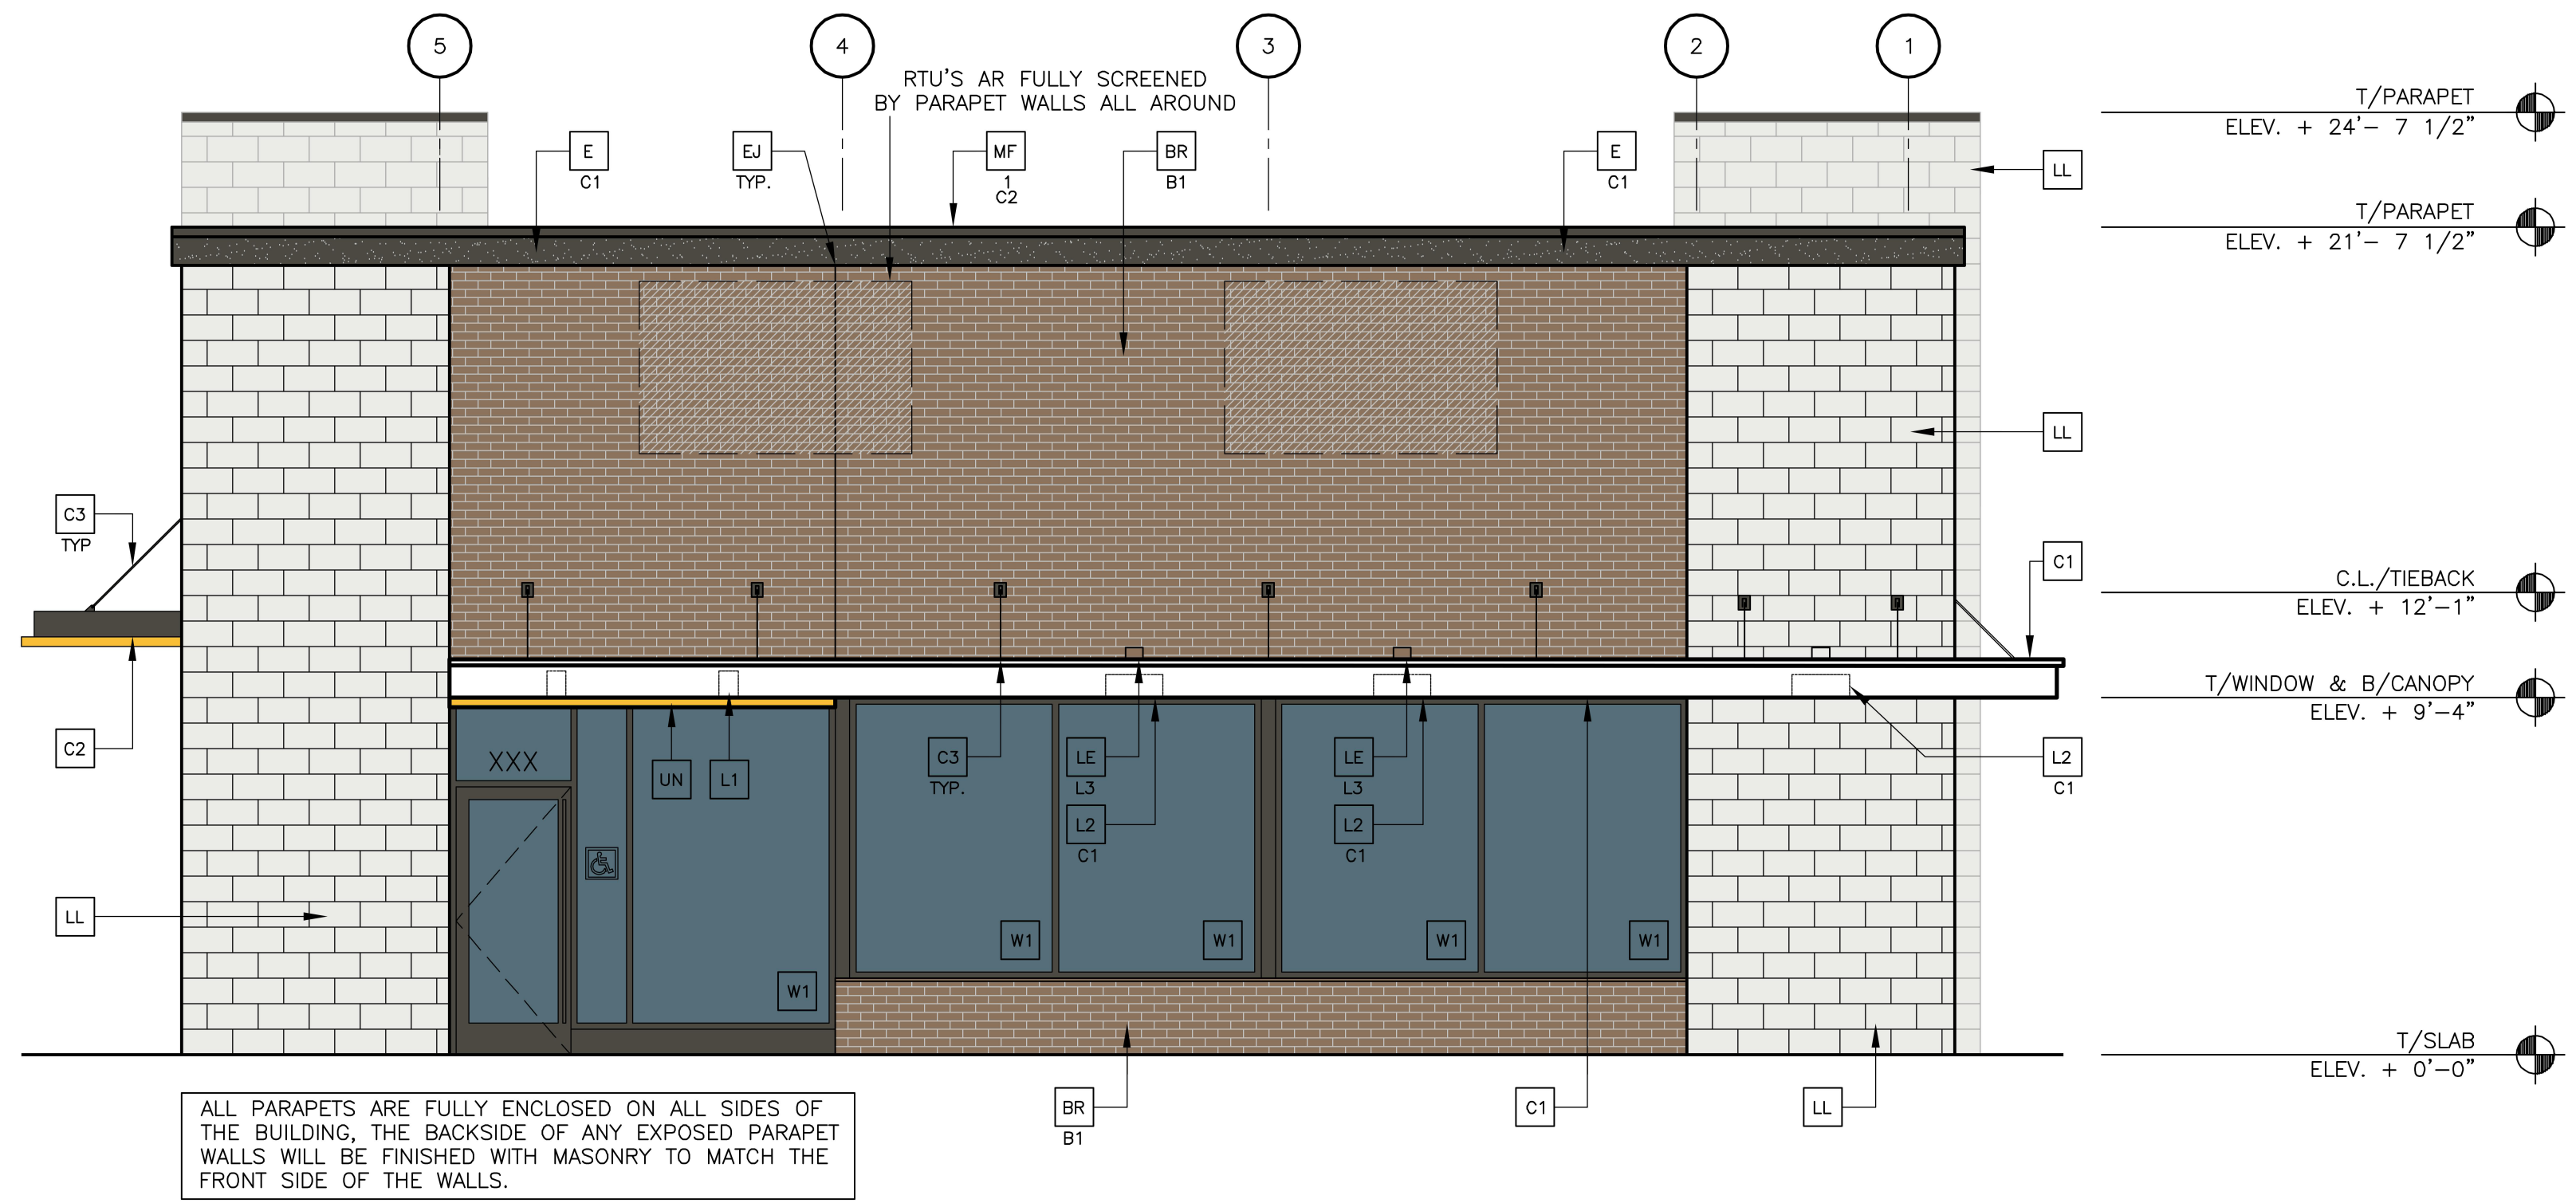 5
4
3
2
1
RTU'S AR FULLY SCREENED
BY PARAPET WALLS ALL AROUND
E
C1
EJ
TYP.
MF
1
C2
BR
B1
E
C1
LL
T/PARAPET
ELEV. + 24'- 7 1/2"
T/PARAPET
ELEV. + 21'- 7 1/2"
LL
C3
TYP
C1
C.L./TIEBACK
ELEV. + 12'-1"
T/WINDOW & B/CANOPY
ELEV. + 9'-4"
C2
XXX
UN
L1
C3
TYP.
LE
L3
L2
C1
LE
L3
L2
C1
L2
C1
LL
W1
W1
W1
W1
W1
T/SLAB
ELEV. + 0'-0"
BR
B1
C1
LL
ALL PARAPETS ARE FULLY ENCLOSED ON ALL SIDES OF
THE BUILDING, THE BACKSIDE OF ANY EXPOSED PARAPET
WALLS WILL BE FINISHED WITH MASONRY TO MATCH THE
FRONT SIDE OF THE WALLS.